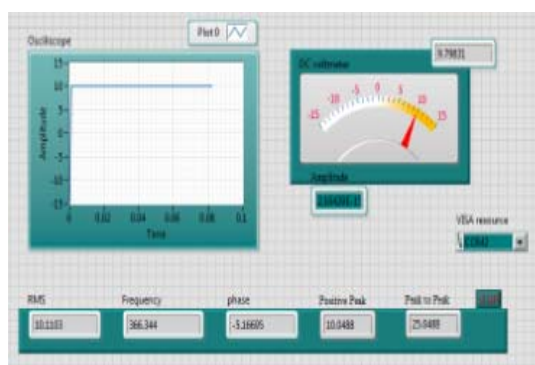 Oscilloscope
Plot 0
Amplitude
15
10
5
0
-5
-10
-15
0
0.02
0.04
0.06
0.08
0.1
Time
DC voltmeter
9.79831
-15
-10
-5
0
5
10
15
Amplitude
VISA resource
COM2
RMS
10.1103
Frequency
366.344
phase
-5.16605
Positive Peak
10.0488
Peak to Peak
25.0488